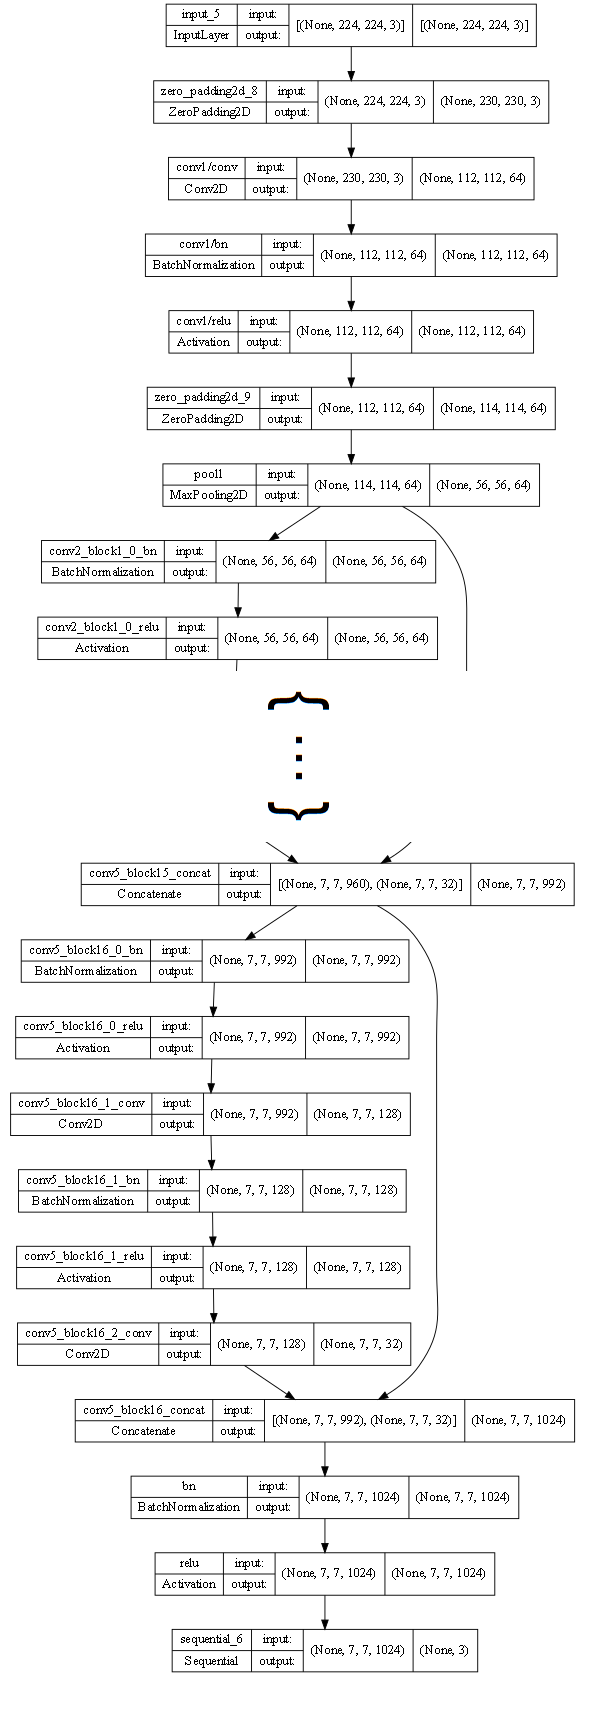 input_5 input: [(None, 224, 224, 3)] [(None, 224, 224, 3)]
InputLayer output:
zero_padding2d_8 input: (None, 224, 224, 3) (None, 230, 230, 3)
ZeroPadding2D output:
conv1/conv input: (None, 230, 230, 3) (None, 112, 112, 64)
Conv2D output:
conv1/bn input: (None, 112, 112, 64) (None, 112, 112, 64)
BatchNormalization output:
conv1/relu input: (None, 112, 112, 64) (None, 112, 112, 64)
Activation output:
zero_padding2d_9 input: (None, 112, 112, 64) (None, 114, 114, 64)
ZeroPadding2D output:
pool1 input: (None, 114, 114, 64) (None, 56, 56, 64)
MaxPooling2D output:
conv2_block1_0_bn input: (None, 56, 56, 64) (None, 56, 56, 64)
BatchNormalization output:
conv2_block1_0_relu input: (None, 56, 56, 64) (None, 56, 56, 64)
Activation output:
conv5_block15_concat input: [(None, 7, 7, 960), (None, 7, 7, 32)] (None, 7, 7, 992)
Concatenate output:
conv5_block16_0_bn input: (None, 7, 7, 992) (None, 7, 7, 992)
BatchNormalization output:
conv5_block16_0_relu input: (None, 7, 7, 992) (None, 7, 7, 992)
Activation output:
conv5_block16_1_conv input: (None, 7, 7, 992) (None, 7, 7, 128)
Conv2D output:
conv5_block16_1_bn input: (None, 7, 7, 128) (None, 7, 7, 128)
BatchNormalization output:
conv5_block16_1_relu input: (None, 7, 7, 128) (None, 7, 7, 128)
Activation output:
conv5_block16_2_conv input: (None, 7, 7, 128) (None, 7, 7, 32)
Conv2D output:
conv5_block16_concat input: [(None, 7, 7, 992), (None, 7, 7, 32)] (None, 7, 7, 1024)
Concatenate output:
bn input: (None, 7, 7, 1024) (None, 7, 7, 1024)
BatchNormalization output:
relu input: (None, 7, 7, 1024) (None, 7, 7, 1024)
Activation output:
sequential_6 input: (None, 7, 7, 1024) (None, 3)
Sequential output: